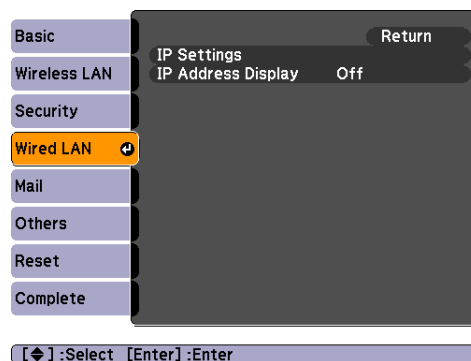 Basic
Wireless LAN
Security
Wired LAN
Mail
Others
Reset
Complete
Return
IP Settings
IP Address Display Off
[◆] :Select [Enter] :Enter